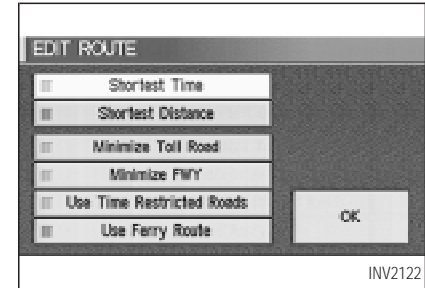 EDIT ROUTE
Shortest Time
Shortest Distance
Minimize Toll Road
Minimize FWY
Use Time Restricted Roads
Use Ferry Route
OK
INV2122